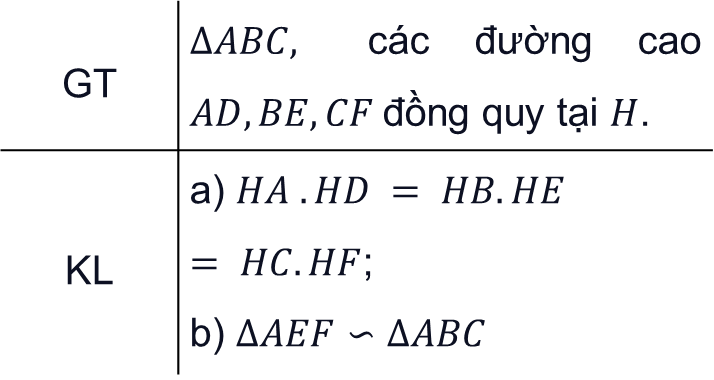 GT
ΔABC, các đường cao
AD, BE, CF đồng quy tại H.
KL
a) HA . HD = HB. HE
= HC. HF;
b) ΔAEF ∽ ΔABC